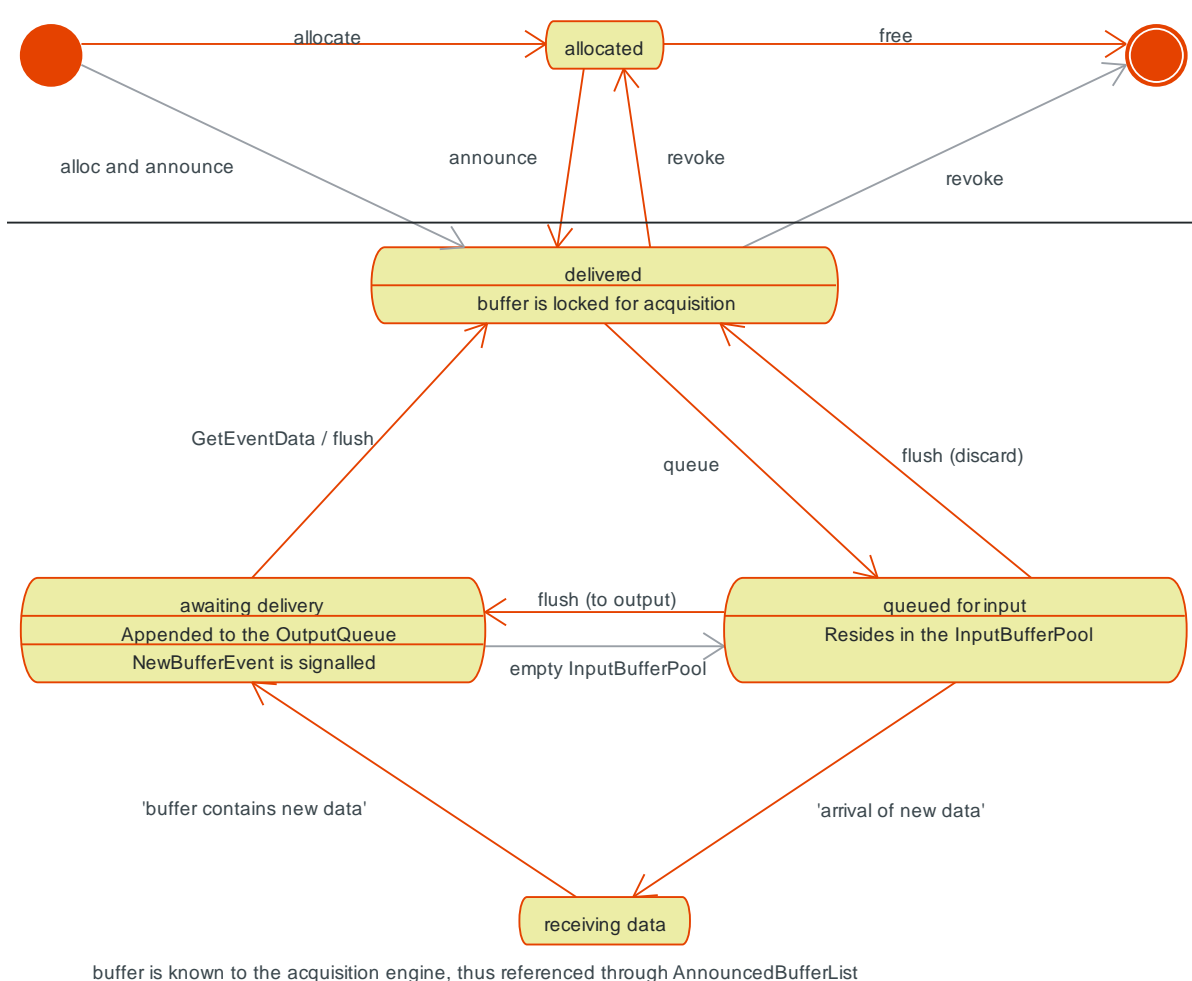 allocate
allocated
free
alloc and announce
announce
revoke
revoke
delivered
buffer is locked for acquisition
GetEventData / flush
queue
flush (discard)
awaiting delivery
Appended to the OutputQueue
NewBufferEvent is signalled
flush (to output)
empty InputBufferPool
queued for input
Resides in the InputBufferPool
'buffer contains new data'
'arrival of new data'
receiving data
buffer is known to the acquisition engine, thus referenced through AnnouncedBufferList